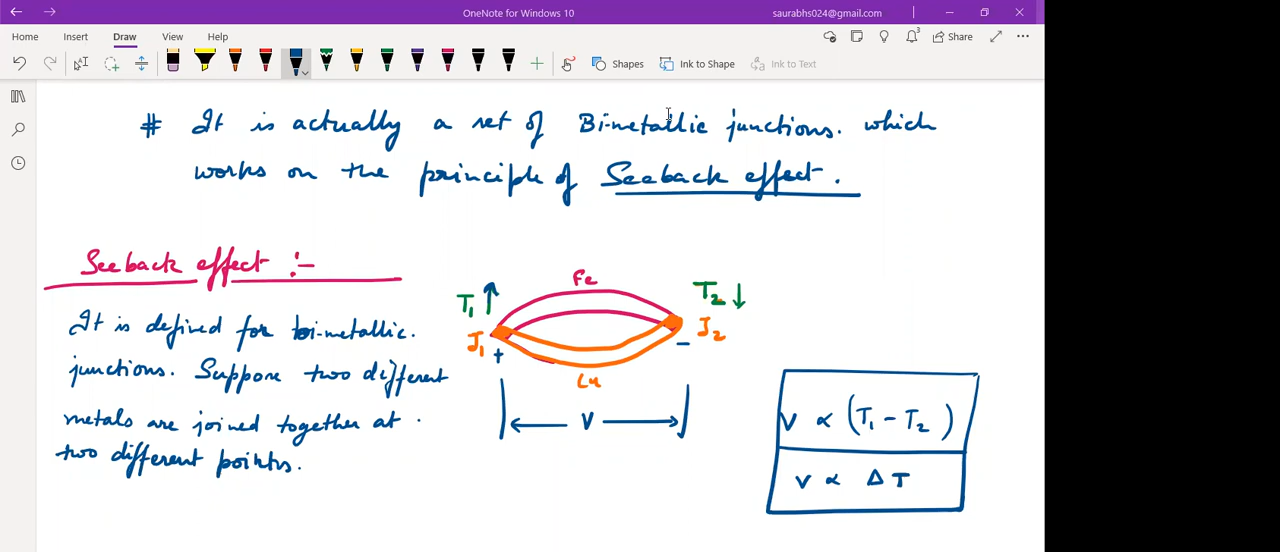 OneNote for Windows 10
saurabhs024@gmail.com
Home Insert Draw View Help
Share
Shapes
Ink to Shape
Ink to Text
# It is actually a set of Bi-metallic junctions. which
works on the principle of Seeback effect.
Seeback effect :-
It is defined for bi-metallic.
junctions. Suppose two different
metals are joined together at
two different points.
Fe
T1 ↑
T2 ↓
J1
J2
+
-
Cu
V
V ∝ (T1 - T2)
V ∝ Δ T